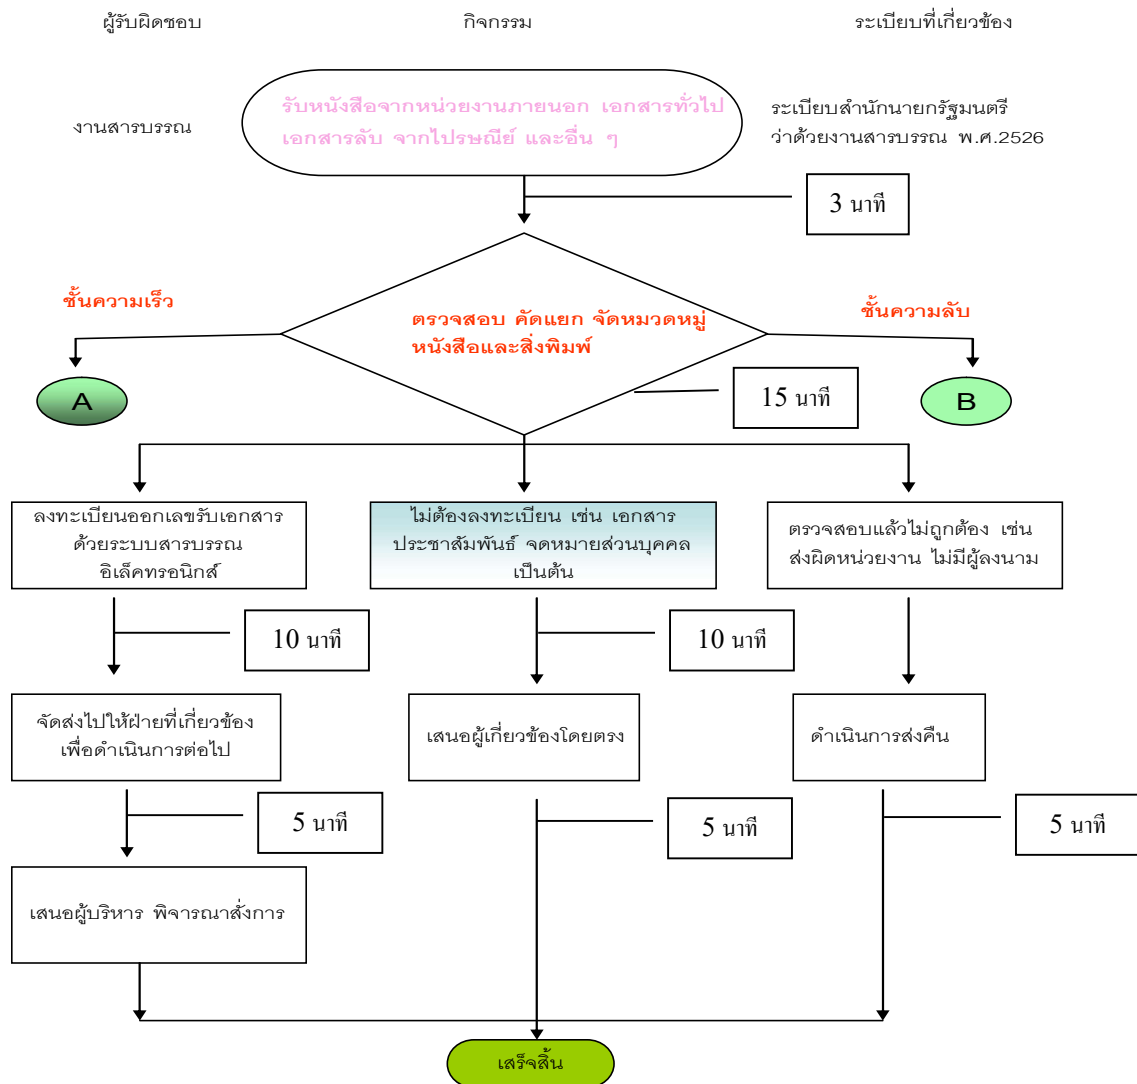 ผู้รับผิดชอบ
กิจกรรม
ระเบียบที่เกี่ยวข้อง
งานสารบรรณ
รับหนังสือจากหน่วยงานภายนอก เอกสารทั่วไป
เอกสารลับ จากไปรษณีย์ และอื่น ๆ
ระเบียบสำนักนายกรัฐมนตรี
ว่าด้วยงานสารบรรณ พ.ศ.2526
3 นาที
ชั้นความเร็ว
ตรวจสอบ คัดแยก จัดหมวดหมู่
หนังสือและสิ่งพิมพ์
ชั้นความลับ
A
15 นาที
B
ลงทะเบียนออกเลขรับเอกสาร
ด้วยระบบสารบรรณ
อิเล็คทรอนิกส์
ไม่ต้องลงทะเบียน เช่น เอกสาร
ประชาสัมพันธ์ จดหมายส่วนบุคคล
เป็นต้น
ตรวจสอบแล้วไม่ถูกต้อง เช่น
ส่งผิดหน่วยงาน ไม่มีผู้ลงนาม
10 นาที
10 นาที
จัดส่งไปให้ฝ่ายที่เกี่ยวข้อง
เพื่อดำเนินการต่อไป
เสนอผู้เกี่ยวข้องโดยตรง
ดำเนินการส่งคืน
5 นาที
5 นาที
5 นาที
เสนอผู้บริหาร พิจารณาสั่งการ
เสร็จสิ้น